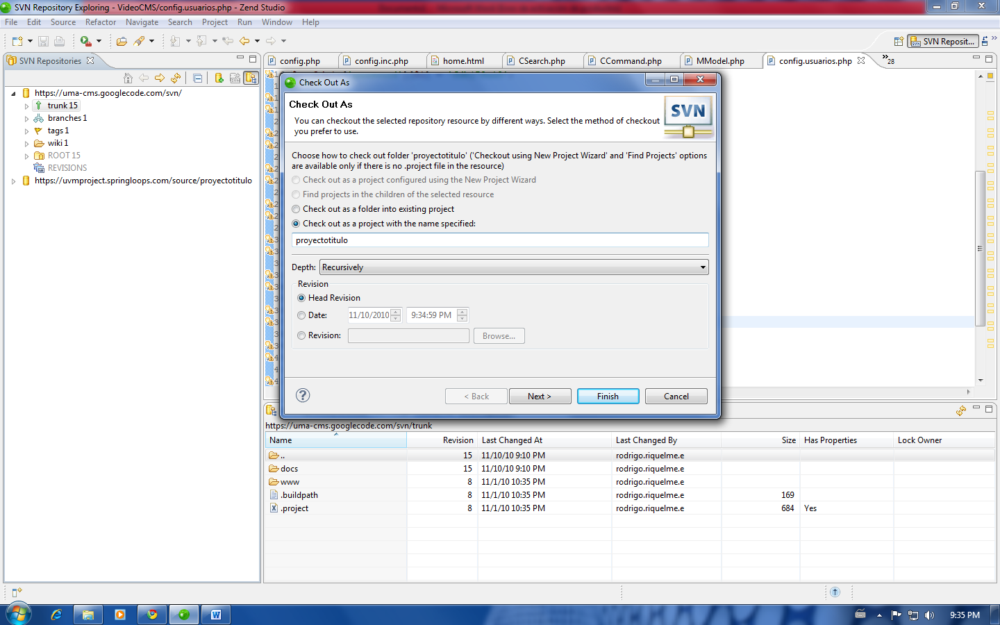 SVN Repository Exploring - VideoCMS/config.usuarios.php - Zend Studio
File Edit Source Refactor Navigate Search Project Run Window Help
SVN Reposit...
SVN Repositories
config.php config.inc.php home.html CSearch.php CCommand.php MModel.php config.usuarios.php 28
https://uma-cms.googlecode.com/svn/
trunk 15
branches 1
tags 1
wiki 1
ROOT 15
REVISIONS
https://uvmproject.springloops.com/source/proyectotitulo
Check Out As
Check Out As
You can checkout the selected repository resource by different ways. Select the method of checkout
you prefer to use.
SVN
Choose how to check out folder 'proyectotitulo' ('Checkout using New Project Wizard' and 'Find Projects' options
are available only if there is no .project file in the resource)
Check out as a project configured using the New Project Wizard
Find projects in the children of the selected resource
Check out as a folder into existing project
Check out as a project with the name specified:
proyectotitulo
Depth: Recursively
Revision
Head Revision
Date: 11/10/2010 9:34:59 PM
Revision: Browse...
< Back Next > Finish Cancel
https://uma-cms.googlecode.com/svn/trunk
Name Revision Last Changed At Last Changed By Size Has Properties Lock Owner
.. 15 11/10/10 9:10 PM rodrigo.riquelme.e
docs 15 11/10/10 9:10 PM rodrigo.riquelme.e
www 8 11/1/10 10:35 PM rodrigo.riquelme.e
.buildpath 8 11/1/10 10:35 PM rodrigo.riquelme.e 169
.project 8 11/1/10 10:35 PM rodrigo.riquelme.e 684 Yes
9:35 PM